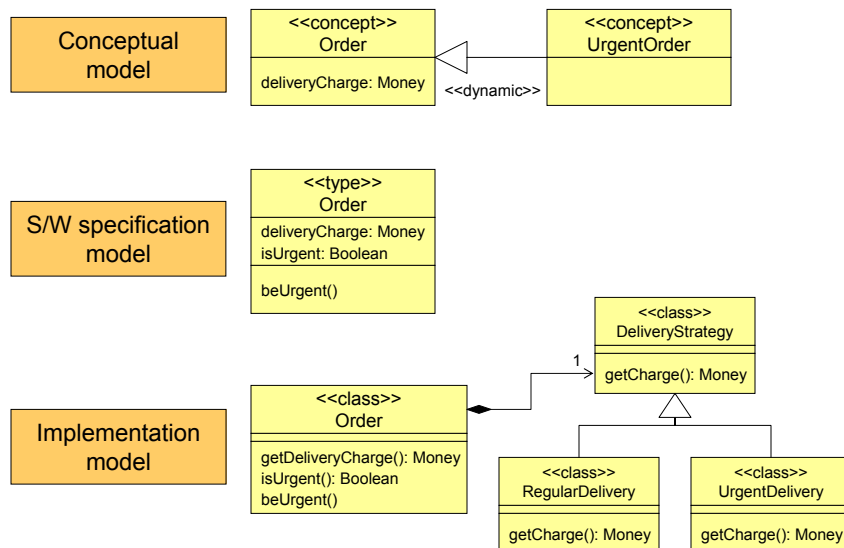 Conceptual
model
<<concept>>
Order
deliveryCharge: Money
<<dynamic>>
<<concept>>
UrgentOrder
S/W specification
model
<<type>>
Order
deliveryCharge: Money
isUrgent: Boolean
beUrgent()
Implementation
model
<<class>>
Order
getDeliveryCharge(): Money
isUrgent(): Boolean
beUrgent()
1
<<class>>
DeliveryStrategy
getCharge(): Money
<<class>>
RegularDelivery
getCharge(): Money
<<class>>
UrgentDelivery
getCharge(): Money